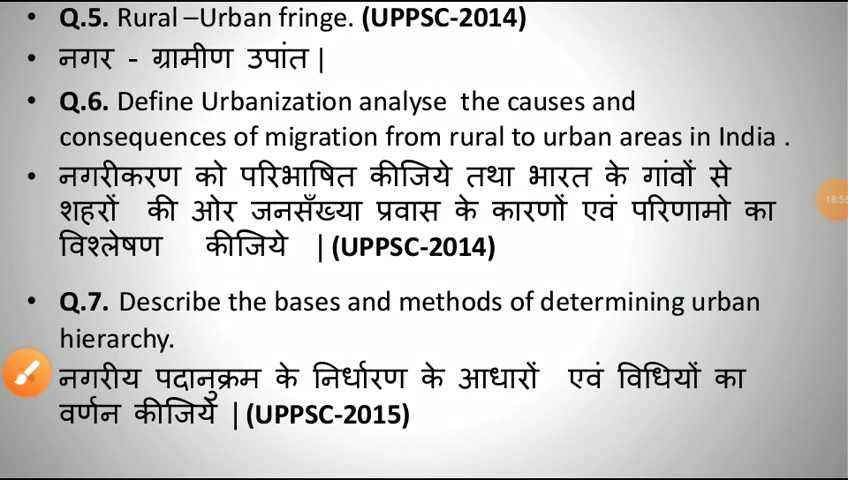 • Q.5. Rural –Urban fringe. (UPPSC-2014)
• नगर - ग्रामीण उपांत |
• Q.6. Define Urbanization analyse the causes and
consequences of migration from rural to urban areas in India .
• नगरीकरण को परिभाषित कीजिये तथा भारत के गांवों से
शहरों की ओर जनसँख्या प्रवास के कारणों एवं परिणामो का
विश्लेषण कीजिये | (UPPSC-2014)
• Q.7. Describe the bases and methods of determining urban
hierarchy.
नगरीय पदानुक्रम के निर्धारण के आधारों एवं विधियों का
वर्णन कीजिये | (UPPSC-2015)
18:56